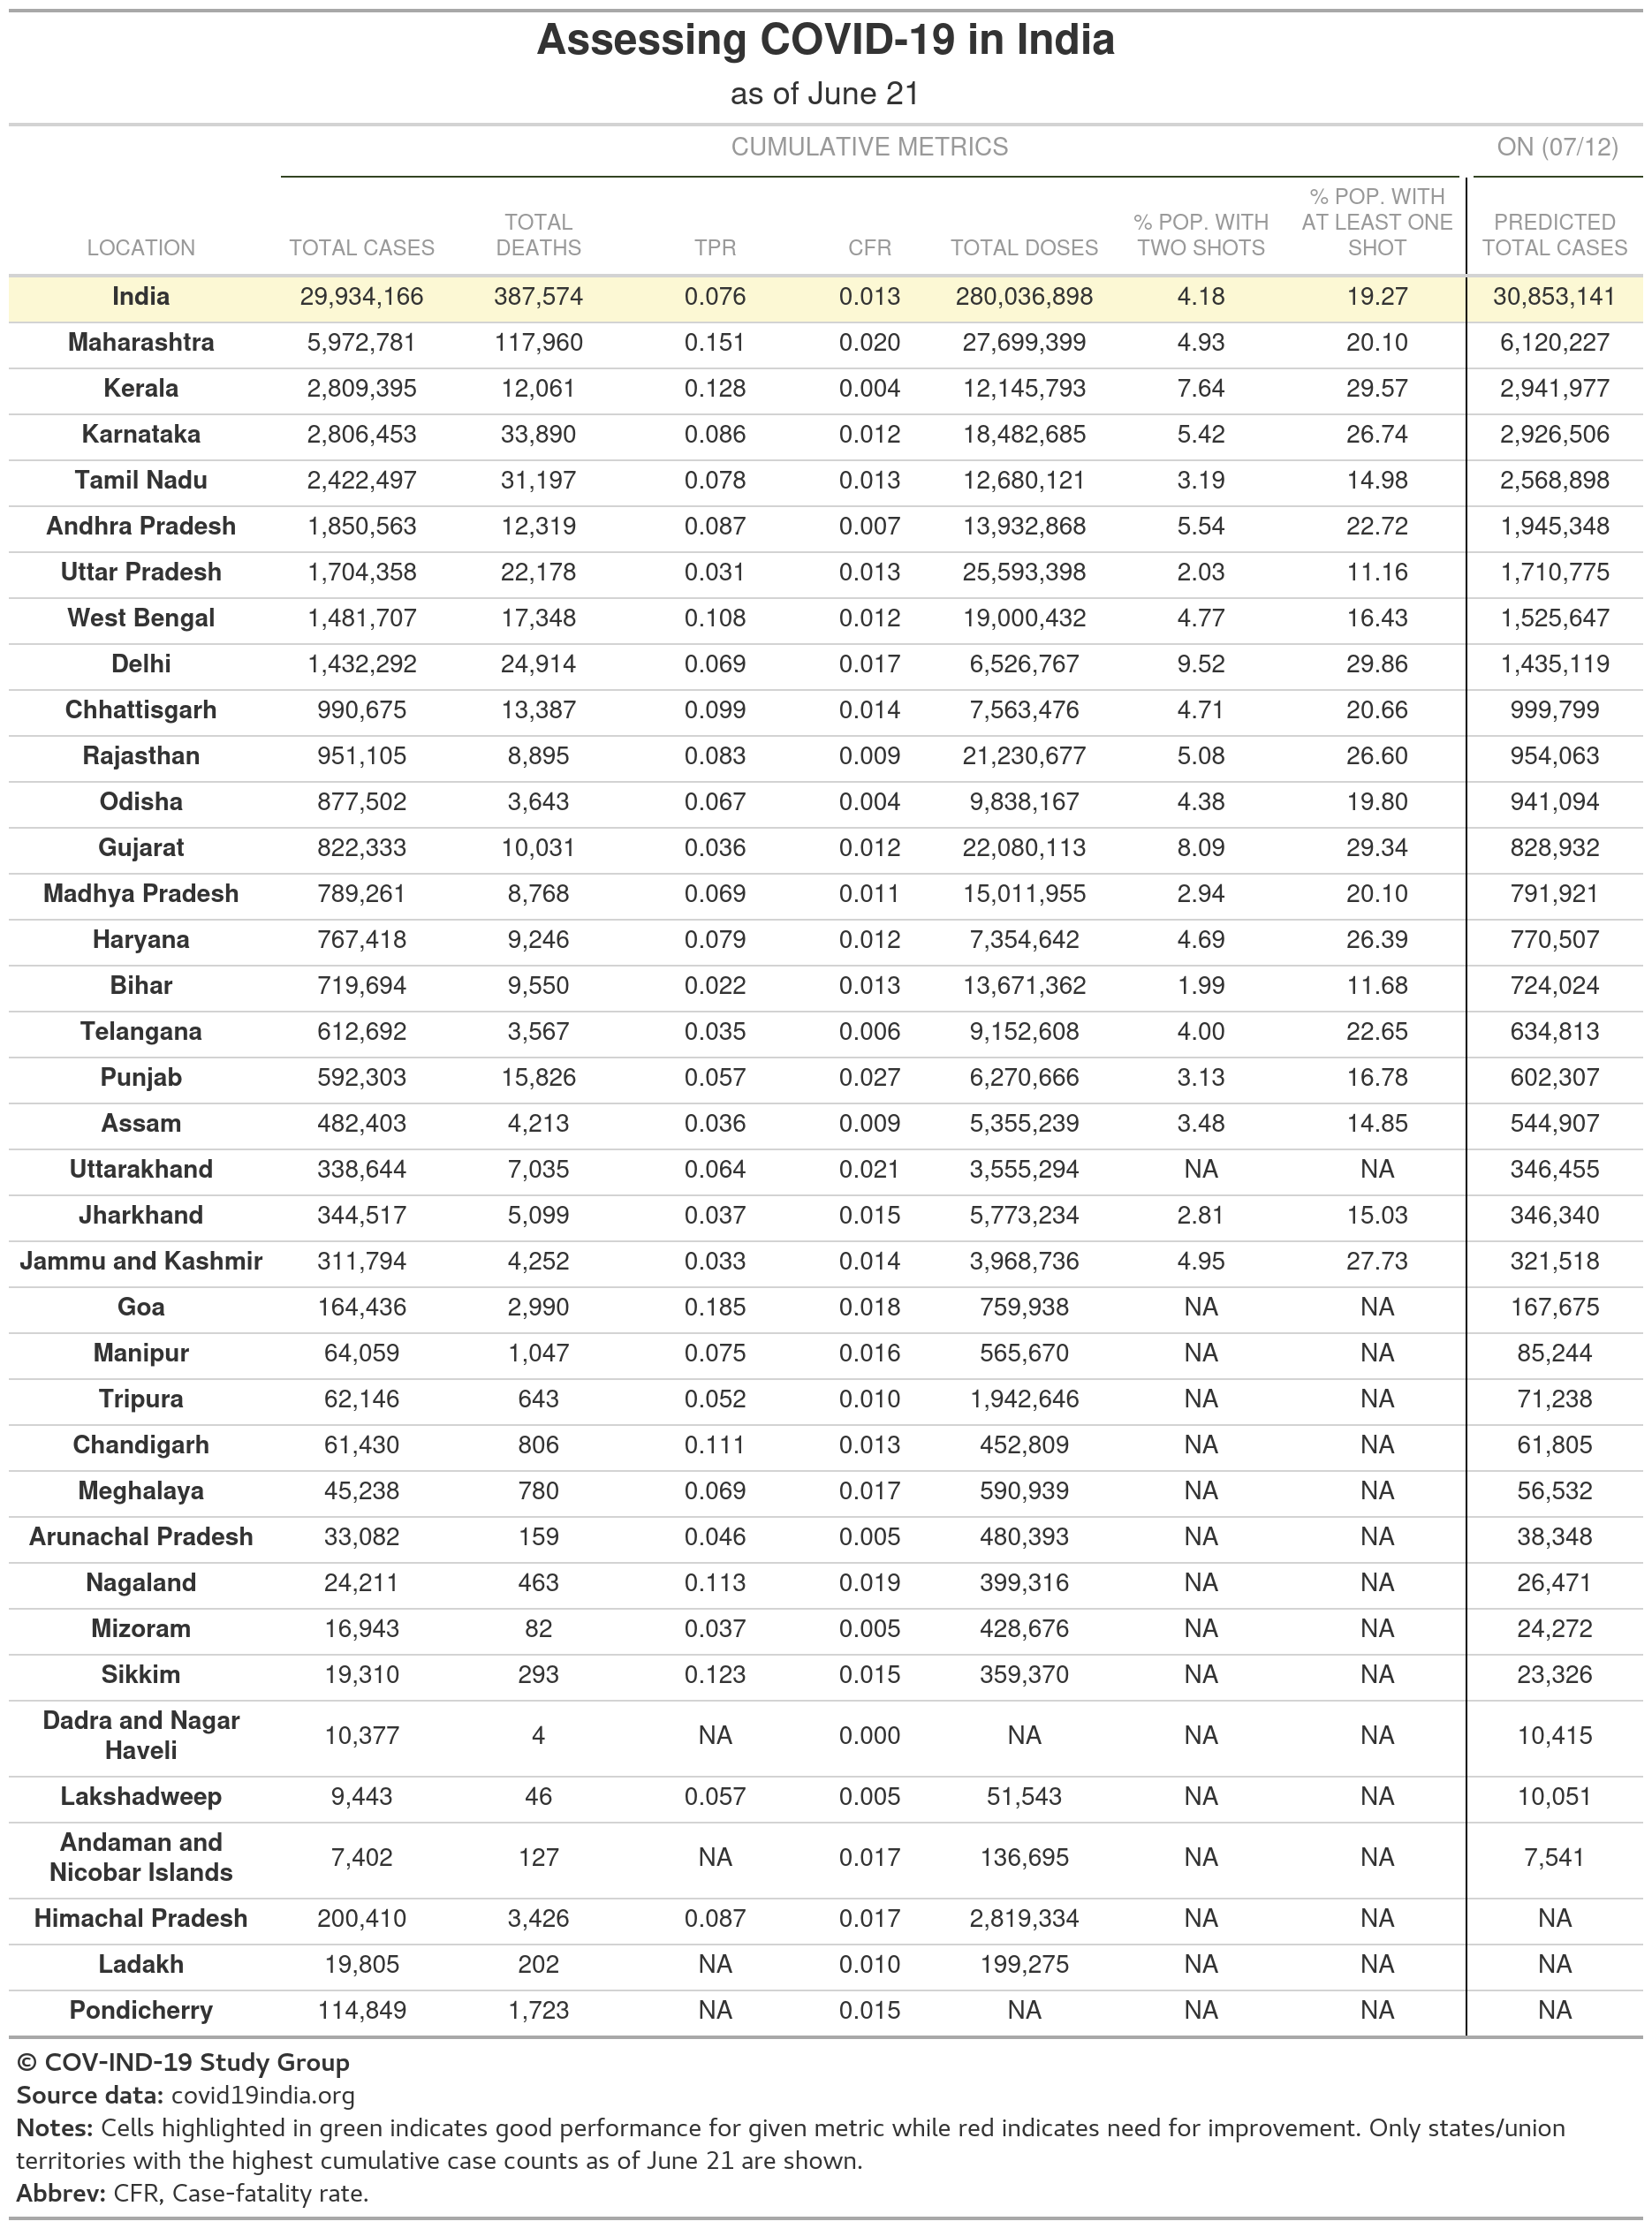 Assessing COVID-19 in India
as of June 21
CUMULATIVE METRICS ON (07/12)
LOCATION TOTAL CASES TOTAL DEATHS TPR CFR TOTAL DOSES % POP. WITH TWO SHOTS % POP. WITH AT LEAST ONE SHOT PREDICTED TOTAL CASES
India 29,934,166 387,574 0.076 0.013 280,036,898 4.18 19.27 30,853,141
Maharashtra 5,972,781 117,960 0.151 0.020 27,699,399 4.93 20.10 6,120,227
Kerala 2,809,395 12,061 0.128 0.004 12,145,793 7.64 29.57 2,941,977
Karnataka 2,806,453 33,890 0.086 0.012 18,482,685 5.42 26.74 2,926,506
Tamil Nadu 2,422,497 31,197 0.078 0.013 12,680,121 3.19 14.98 2,568,898
Andhra Pradesh 1,850,563 12,319 0.087 0.007 13,932,868 5.54 22.72 1,945,348
Uttar Pradesh 1,704,358 22,178 0.031 0.013 25,593,398 2.03 11.16 1,710,775
West Bengal 1,481,707 17,348 0.108 0.012 19,000,432 4.77 16.43 1,525,647
Delhi 1,432,292 24,914 0.069 0.017 6,526,767 9.52 29.86 1,435,119
Chhattisgarh 990,675 13,387 0.099 0.014 7,563,476 4.71 20.66 999,799
Rajasthan 951,105 8,895 0.083 0.009 21,230,677 5.08 26.60 954,063
Odisha 877,502 3,643 0.067 0.004 9,838,167 4.38 19.80 941,094
Gujarat 822,333 10,031 0.036 0.012 22,080,113 8.09 29.34 828,932
Madhya Pradesh 789,261 8,768 0.069 0.011 15,011,955 2.94 20.10 791,921
Haryana 767,418 9,246 0.079 0.012 7,354,642 4.69 26.39 770,507
Bihar 719,694 9,550 0.022 0.013 13,671,362 1.99 11.68 724,024
Telangana 612,692 3,567 0.035 0.006 9,152,608 4.00 22.65 634,813
Punjab 592,303 15,826 0.057 0.027 6,270,666 3.13 16.78 602,307
Assam 482,403 4,213 0.036 0.009 5,355,239 3.48 14.85 544,907
Uttarakhand 338,644 7,035 0.064 0.021 3,555,294 NA NA 346,455
Jharkhand 344,517 5,099 0.037 0.015 5,773,234 2.81 15.03 346,340
Jammu and Kashmir 311,794 4,252 0.033 0.014 3,968,736 4.95 27.73 321,518
Goa 164,436 2,990 0.185 0.018 759,938 NA NA 167,675
Manipur 64,059 1,047 0.075 0.016 565,670 NA NA 85,244
Tripura 62,146 643 0.052 0.010 1,942,646 NA NA 71,238
Chandigarh 61,430 806 0.111 0.013 452,809 NA NA 61,805
Meghalaya 45,238 780 0.069 0.017 590,939 NA NA 56,532
Arunachal Pradesh 33,082 159 0.046 0.005 480,393 NA NA 38,348
Nagaland 24,211 463 0.113 0.019 399,316 NA NA 26,471
Mizoram 16,943 82 0.037 0.005 428,676 NA NA 24,272
Sikkim 19,310 293 0.123 0.015 359,370 NA NA 23,326
Dadra and Nagar Haveli 10,377 4 NA 0.000 NA NA NA 10,415
Lakshadweep 9,443 46 0.057 0.005 51,543 NA NA 10,051
Andaman and Nicobar Islands 7,402 127 NA 0.017 136,695 NA NA 7,541
Himachal Pradesh 200,410 3,426 0.087 0.017 2,819,334 NA NA NA
Ladakh 19,805 202 NA 0.010 199,275 NA NA NA
Pondicherry 114,849 1,723 NA 0.015 NA NA NA NA
© COV-IND-19 Study Group
Source data: covid19india.org
Notes: Cells highlighted in green indicates good performance for given metric while red indicates need for improvement. Only states/union
territories with the highest cumulative case counts as of June 21 are shown.
Abbrev: CFR, Case-fatality rate.